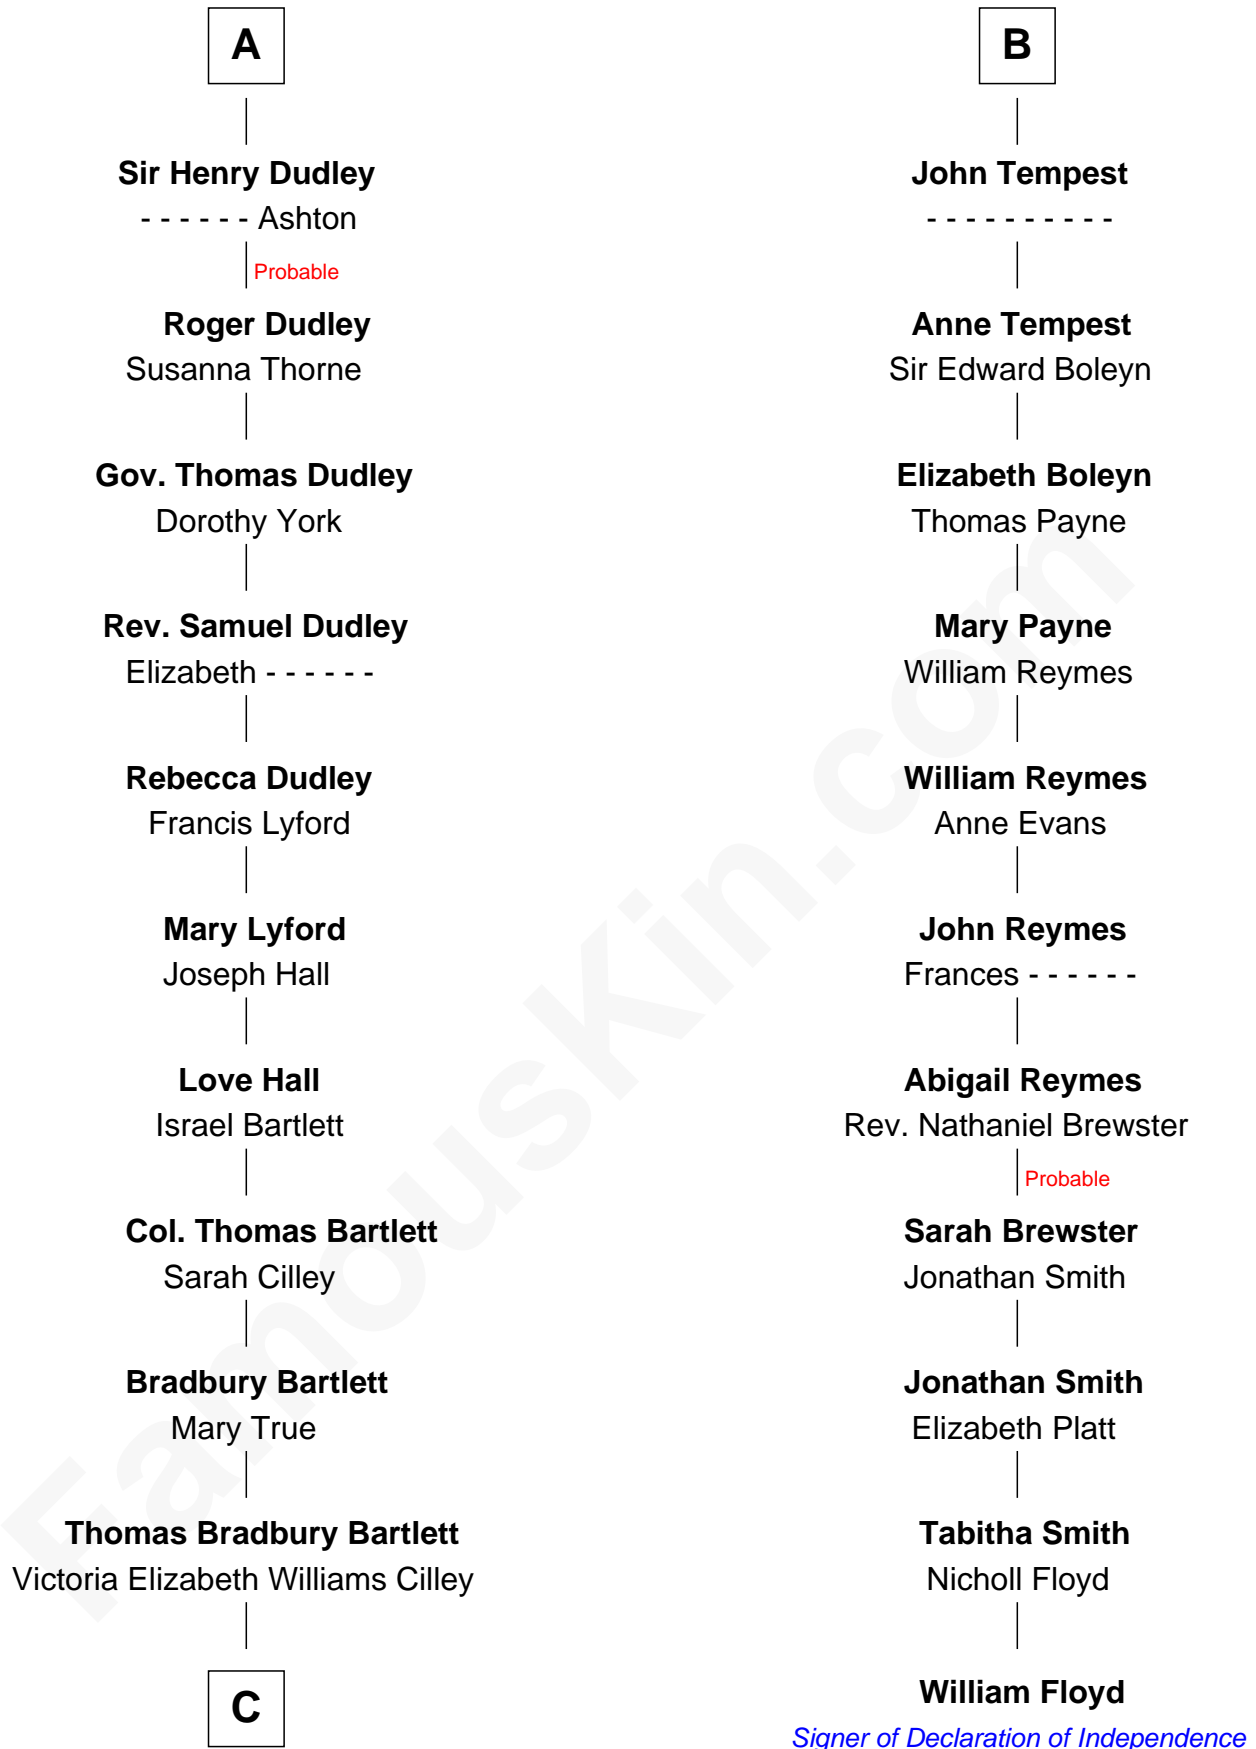 A
Sir Henry Dudley
- - - - - - Ashton
Probable
Roger Dudley
Susanna Thorne
Gov. Thomas Dudley
Dorothy York
Rev. Samuel Dudley
Elizabeth - - - - - -
Rebecca Dudley
Francis Lyford
Mary Lyford
Joseph Hall
Love Hall
Israel Bartlett
Col. Thomas Bartlett
Sarah Cilley
Bradbury Bartlett
Mary True
Thomas Bradbury Bartlett
Victoria Elizabeth Williams Cilley
C
B
John Tempest
- - - - - - - - - -
Anne Tempest
Sir Edward Boleyn
Elizabeth Boleyn
Thomas Payne
Mary Payne
William Reymes
William Reymes
Anne Evans
John Reymes
Frances - - - - - -
Abigail Reymes
Rev. Nathaniel Brewster
Probable
Sarah Brewster
Jonathan Smith
Jonathan Smith
Elizabeth Platt
Tabitha Smith
Nicholl Floyd
William Floyd
Signer of Declaration of Independence
FamousKin.com